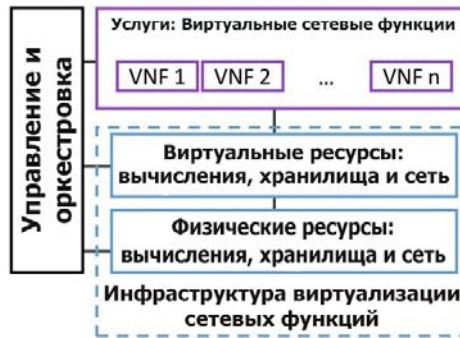 Управление и
оркестровка
Услуги: Виртуальные сетевые функции
VNF 1 VNF 2 ... VNF n
Виртуальные ресурсы:
вычисления, хранилища и сеть
Физические ресурсы:
вычисления, хранилища и сеть
Инфраструктура виртуализации
сетевых функций